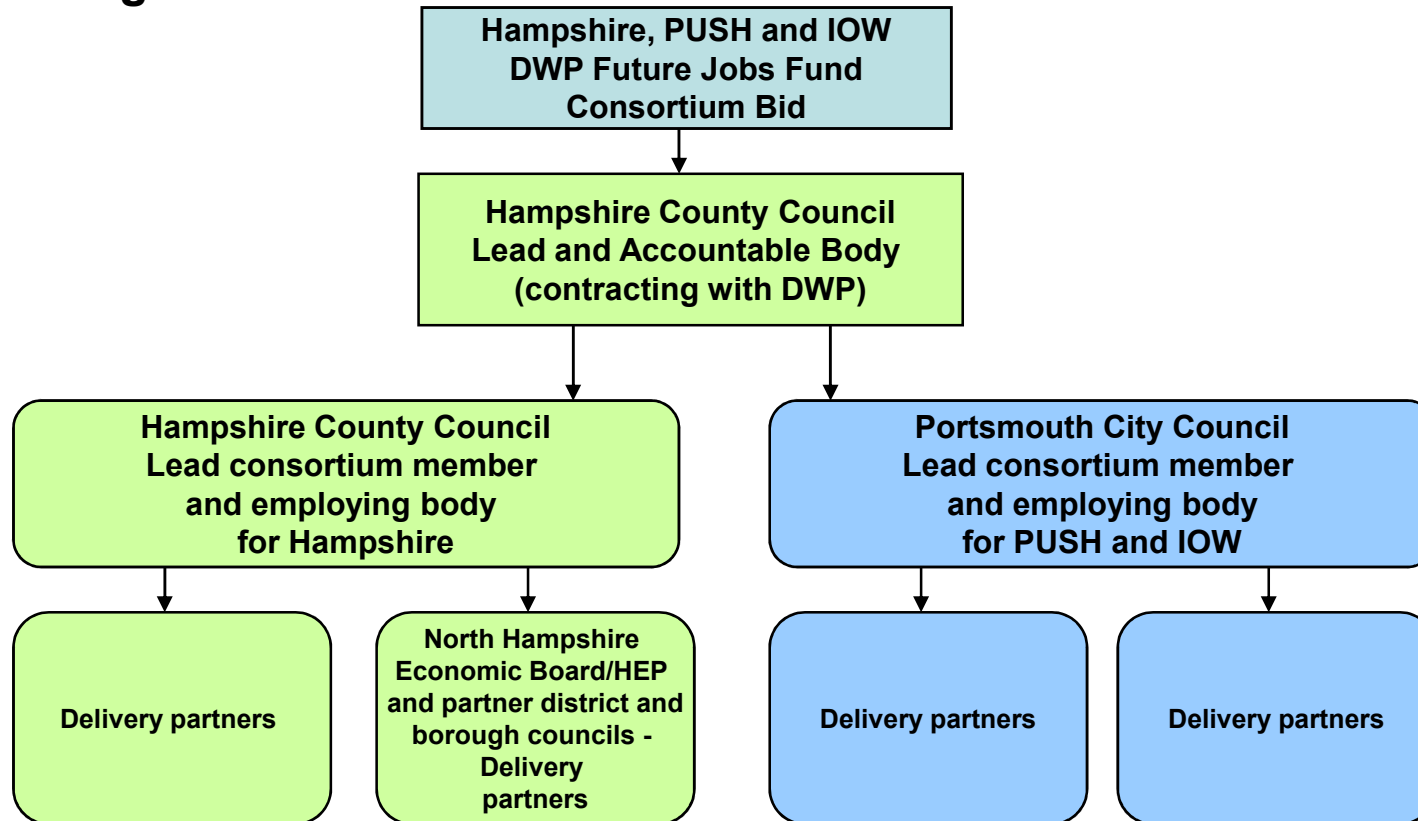 Hampshire, PUSH and IOW
DWP Future Jobs Fund
Consortium Bid
Hampshire County Council
Lead and Accountable Body
(contracting with DWP)
Hampshire County Council
Lead consortium member
and employing body
for Hampshire
Portsmouth City Council
Lead consortium member
and employing body
for PUSH and IOW
Delivery partners
North Hampshire
Economic Board/HEP
and partner district and
borough councils -
Delivery
partners
Delivery partners
Delivery partners